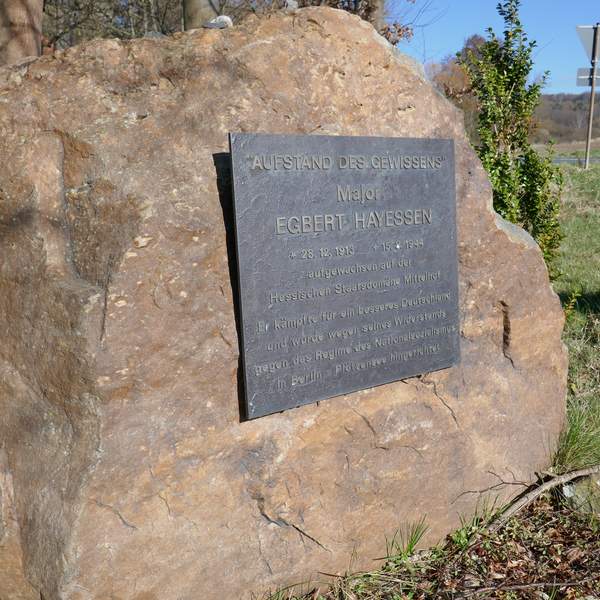 "AUFSTAND DES GEWISSENS"
Major
EGBERT HAYESSEN
* 28.12.1913 + 15. 1944
aufgewachsen auf der
Hessischen Staatsdomäne Mittelhof
Er kämpfte für ein besseres Deutschland
und wurde wegen seines Widerstands
gegen das Regime des Nationalsozialismus
in Berlin - Plötzensee hingerichtet